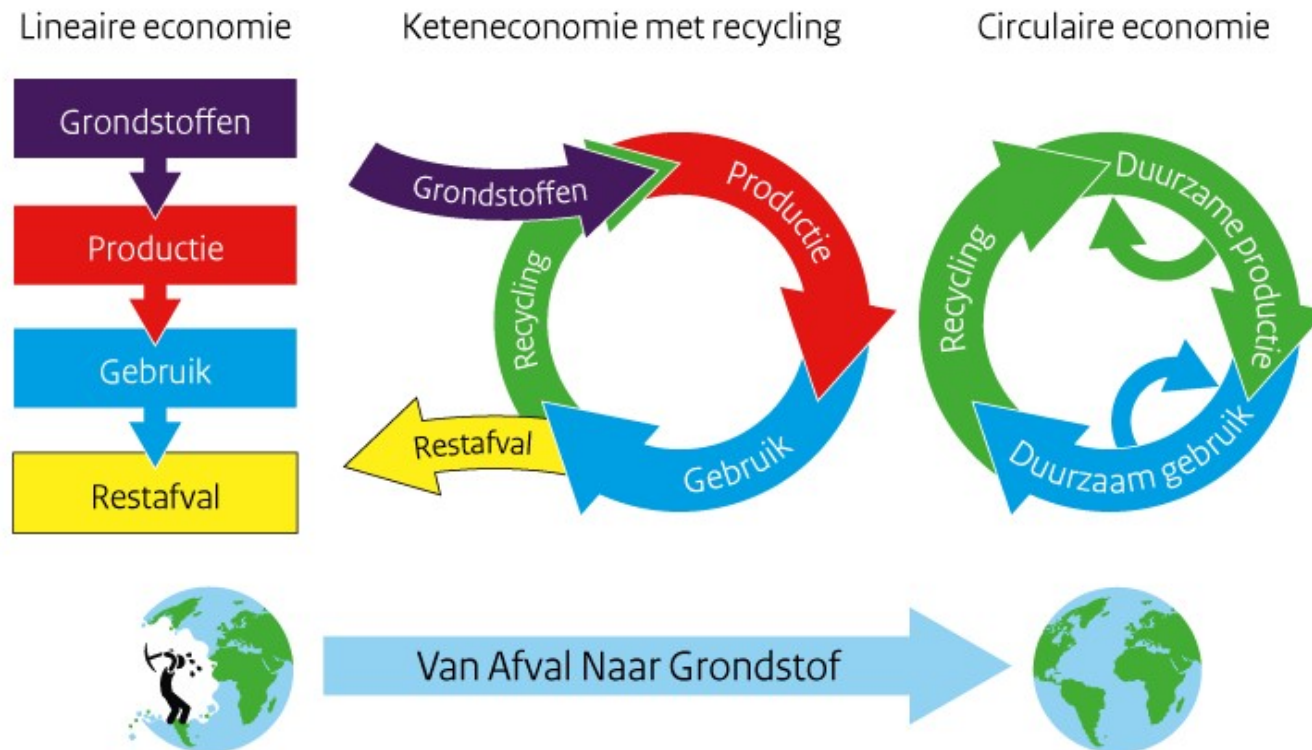 Lineaire economie
Grondstoffen
Productie
Gebruik
Restafval
Keteneconomie met recycling
Grondstoffen
Productie
Gebruik
Recycling
Restafval
Circulaire economie
Duurzame productie
Duurzaam gebruik
Recycling
Van Afval Naar Grondstof